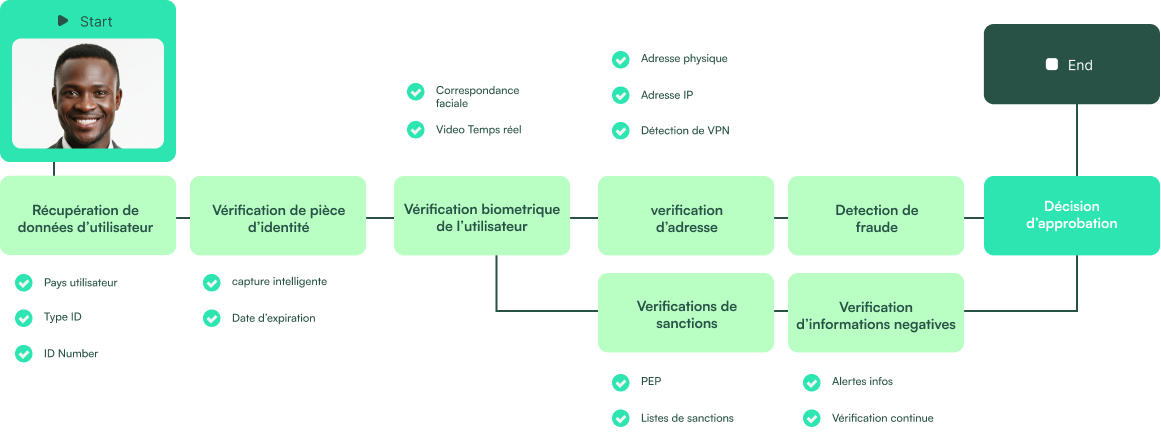 Start
End
Adresse physique
Adresse IP
Détection de VPN
Correspondance
faciale
Video Temps réel
Récupération de
données d’utilisateur
Vérification de pièce
d’identité
Vérification biometrique
de l’utilisateur
verification
d’adresse
Detection de
fraude
Décision
d’approbation
Pays utilisateur
Type ID
ID Number
capture intelligente
Date d’expiration
Verifications de
sanctions
Verification
d’informations negatives
PEP
Listes de sanctions
Alertes infos
Vérification continue